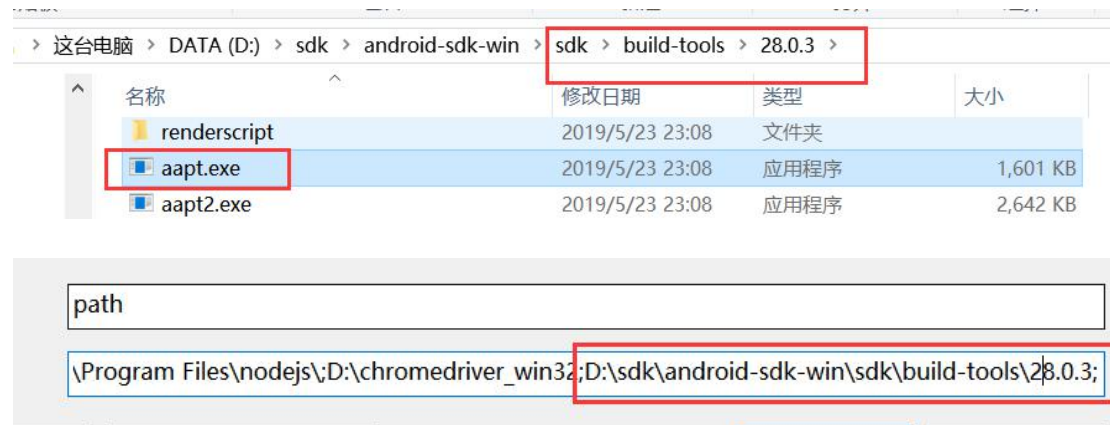 > 这台电脑 > DATA (D:) > sdk > android-sdk-win > sdk > build-tools > 28.0.3 >
名称 修改日期 类型 大小
renderscript 2019/5/23 23:08 文件夹
aapt.exe 2019/5/23 23:08 应用程序 1,601 KB
aapt2.exe 2019/5/23 23:08 应用程序 2,642 KB
path
\Program Files\nodejs\;D:\chromedriver_win32;D:\sdk\android-sdk-win\sdk\build-tools\28.0.3;